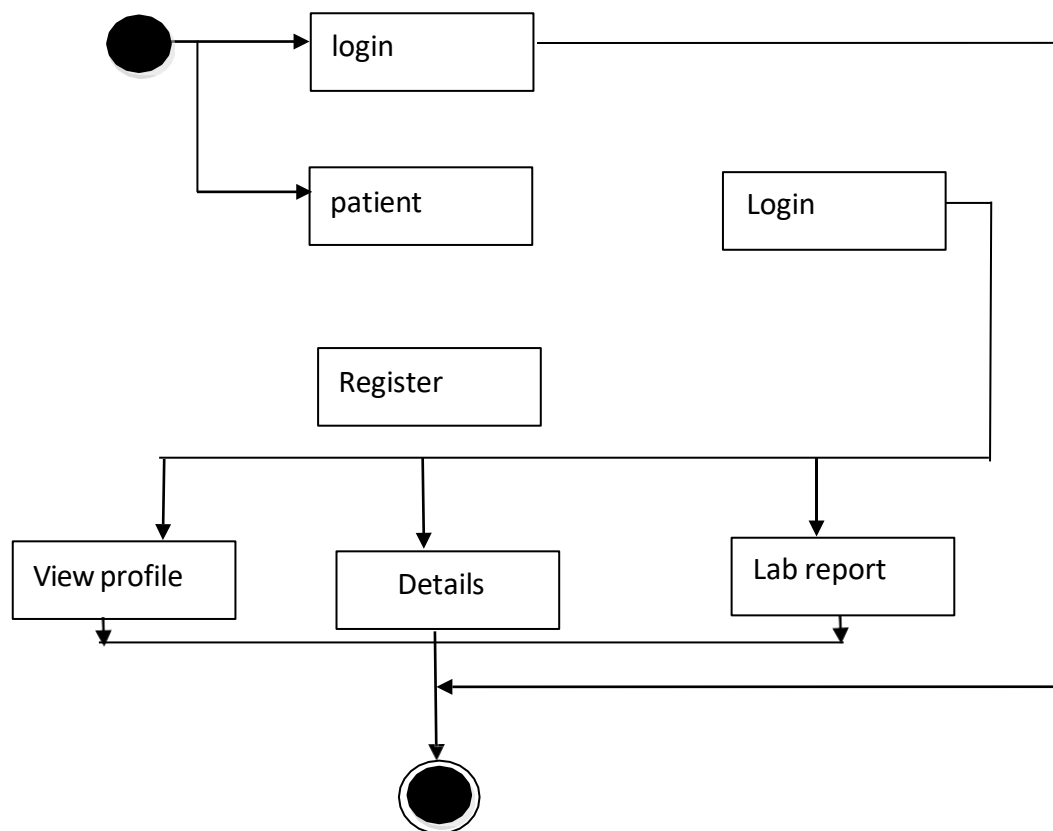 login
patient
Login
Register
View profile
Details
Lab report